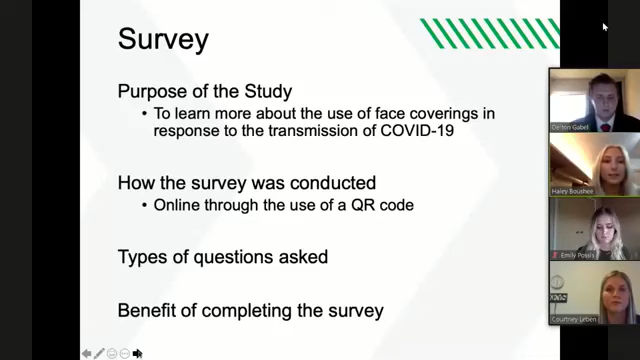 Survey
Purpose of the Study
• To learn more about the use of face coverings in
response to the transmission of COVID-19
How the survey was conducted
• Online through the use of a QR code
Types of questions asked
Benefit of completing the survey
Haley Boushee
Emily Possis
Courtney Leben